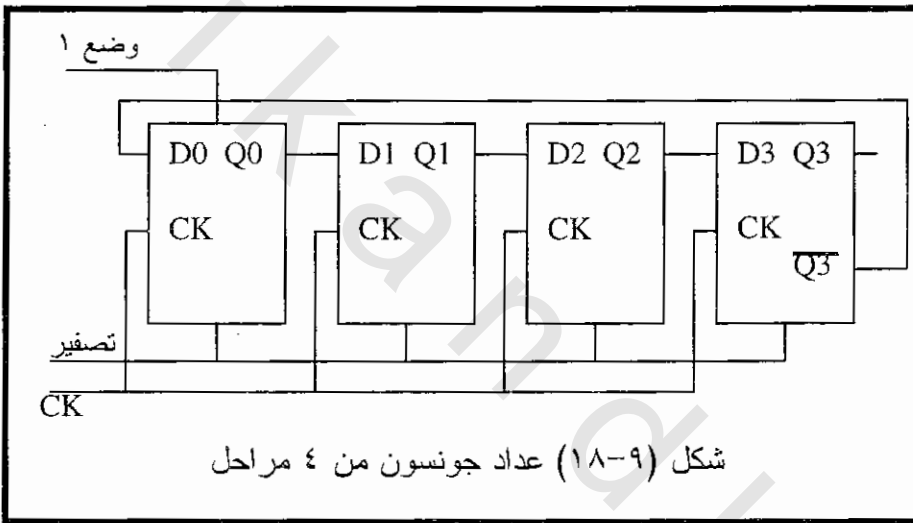 وضع ١
D0 Q0 D1 Q1 D2 Q2 D3 Q3
CK CK CK CK
Q3
تصفير
CK
شكل (٩-١٨) عداد جونسون من ٤ مراحل